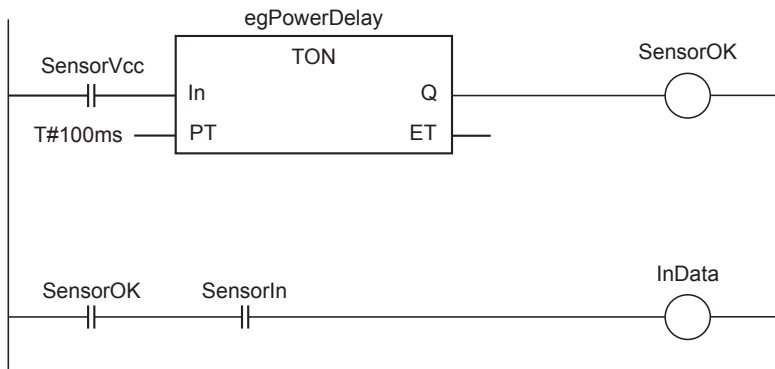 egPowerDelay
TON
SensorVcc
SensorOK
In
Q
T#100ms
PT
ET
SensorOK
SensorIn
InData